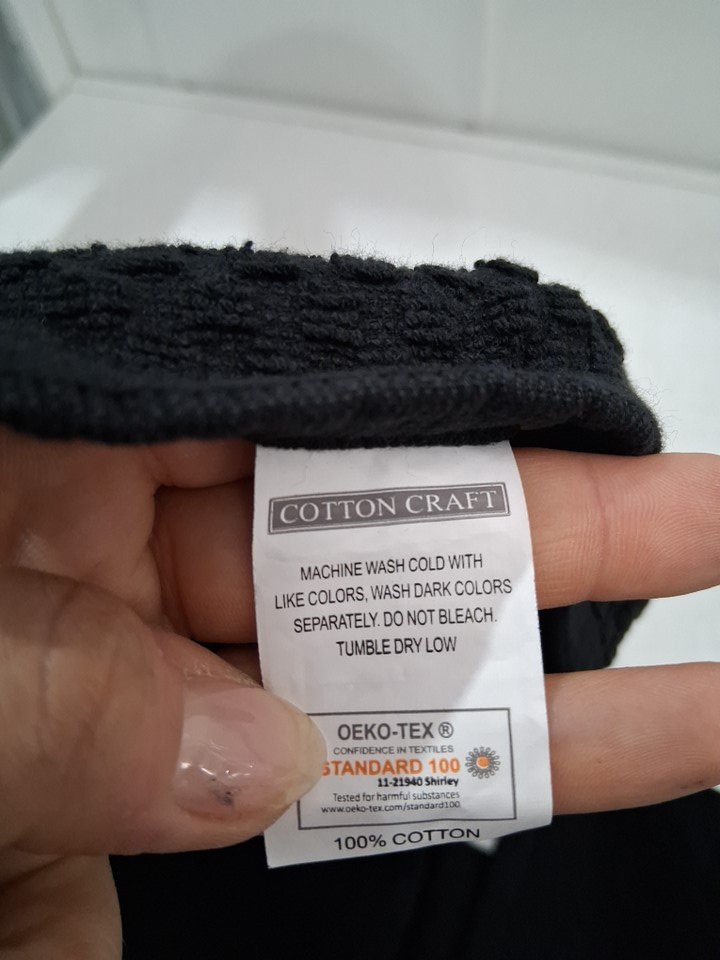 COTTON CRAFT
MACHINE WASH COLD WITH
LIKE COLORS, WASH DARK COLORS
SEPARATELY. DO NOT BLEACH.
TUMBLE DRY LOW
OEKO-TEX ®
CONFIDENCE IN TEXTILES
STANDARD 100
11-21940 Shirley
Tested for harmful substances
www.oeko-tex.com/standard100
100% COTTON